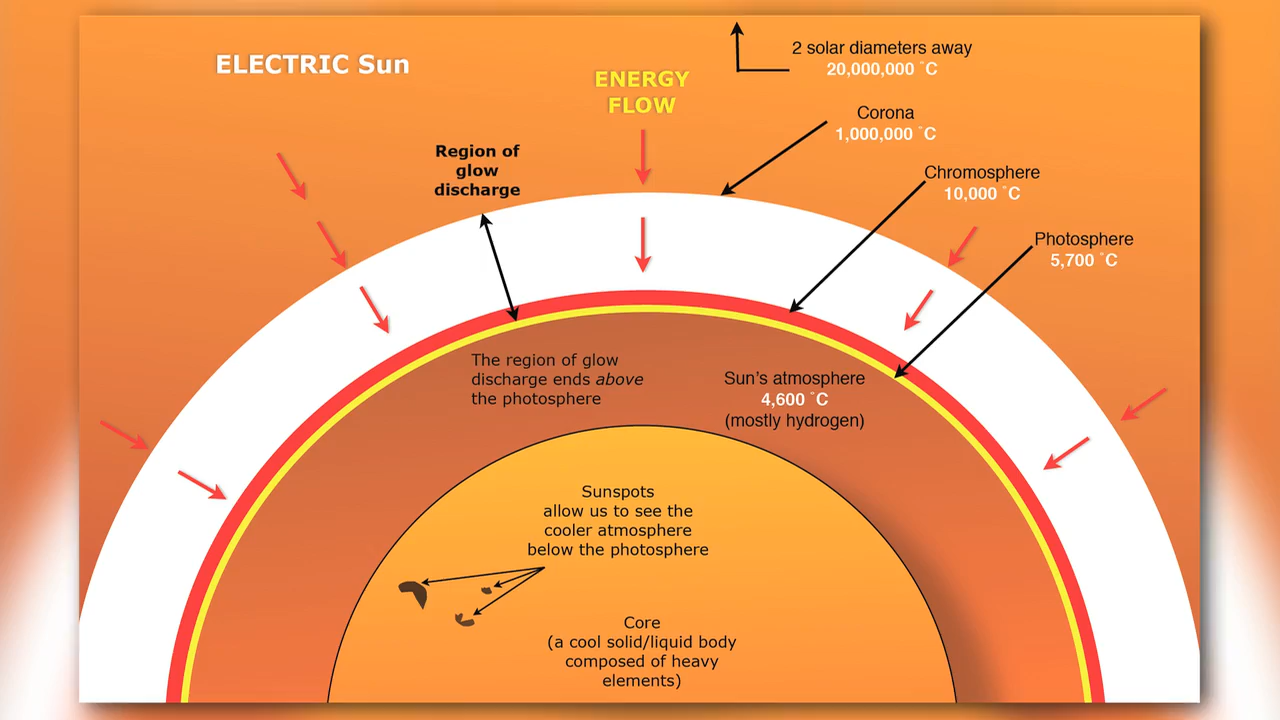 ELECTRIC Sun
ENERGY
FLOW
2 solar diameters away
20,000,000 ˚C
Corona
1,000,000 ˚C
Region of
glow
discharge
Chromosphere
10,000 ˚C
Photosphere
5,700 ˚C
The region of glow
discharge ends above
the photosphere
Sun’s atmosphere
4,600 ˚C
(mostly hydrogen)
Sunspots
allow us to see the
cooler atmosphere
below the photosphere
Core
(a cool solid/liquid body
composed of heavy
elements)